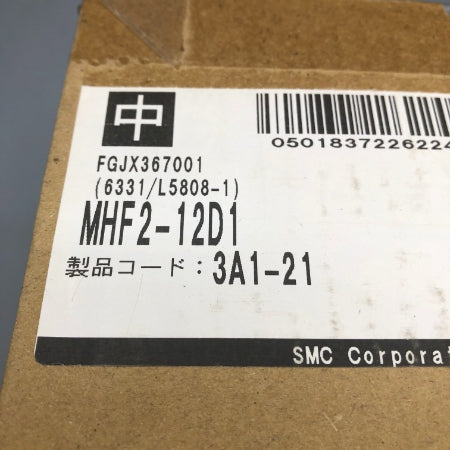 中
0501837226224
FGJX367001
(6331/L5808-1)
MHF2-12D1
製品コード：3A1-21
SMC Corporat